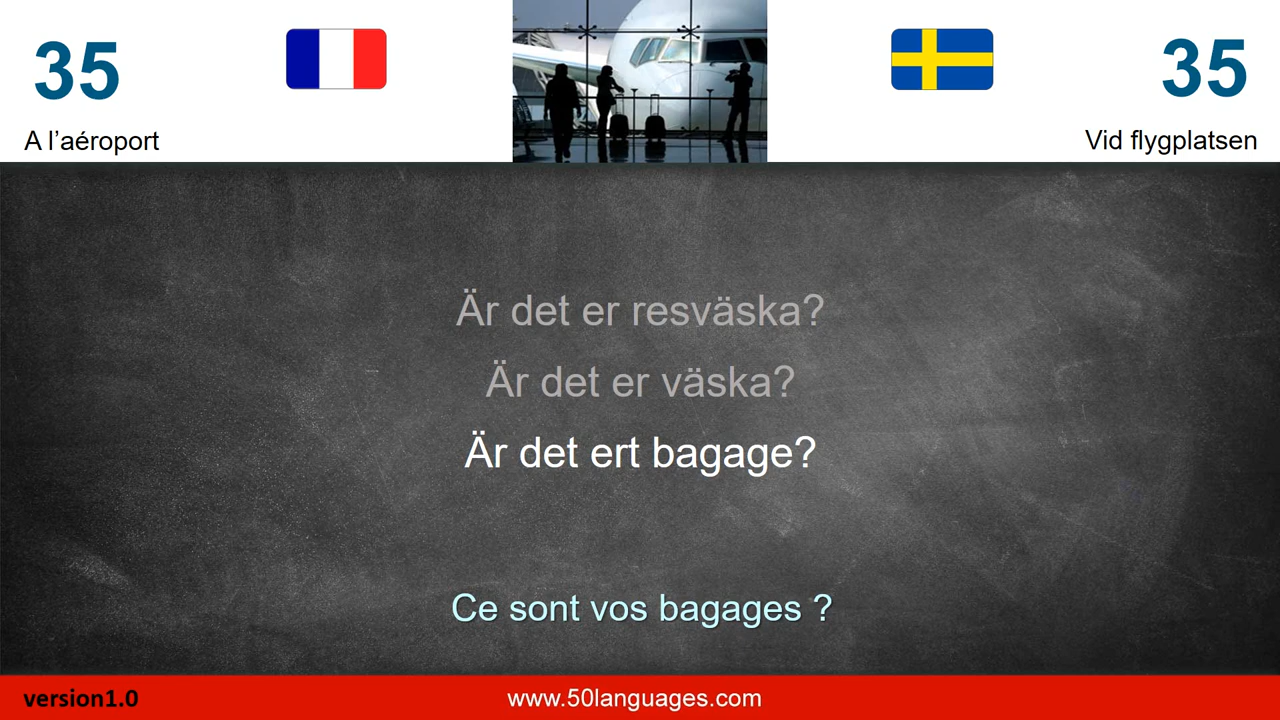 35
35
A l’aéroport
Vid flygplatsen
Är det er resväska?
Är det er väska?
Är det ert bagage?
Ce sont vos bagages ?
version1.0
www.50languages.com